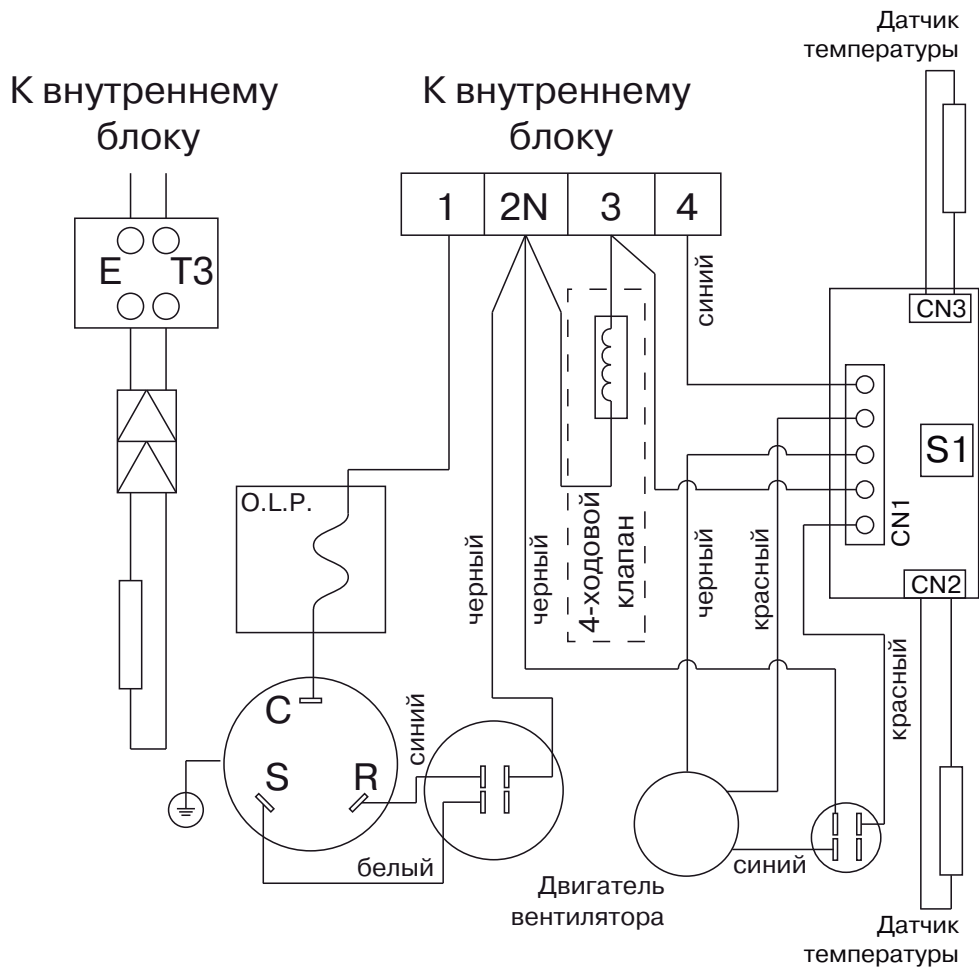 Датчик
температуры
К внутреннему
блоку
К внутреннему
блоку
1 2N 3 4
E T3
синий
CN3
S1
CN1
O.L.P.
черный
черный
4-ходовой
клапан
черный
красный
CN2
красный
C
S
R
синий
белый
синий
Двигатель
вентилятора
Датчик
температуры